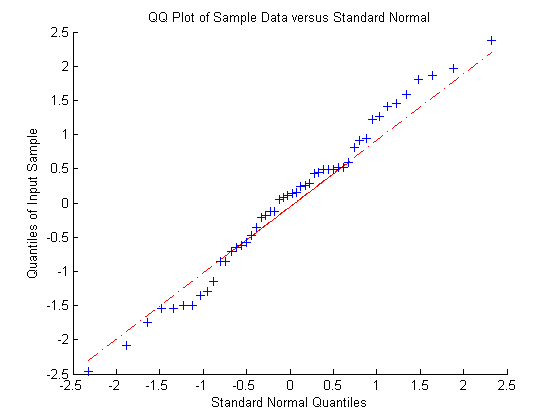 QQ Plot of Sample Data versus Standard Normal
2.5
2
1.5
1
0.5
0
-0.5
-1
-1.5
-2
-2.5
Quantiles of Input Sample
-2.5 -2 -1.5 -1 -0.5 0 0.5 1 1.5 2 2.5
Standard Normal Quantiles